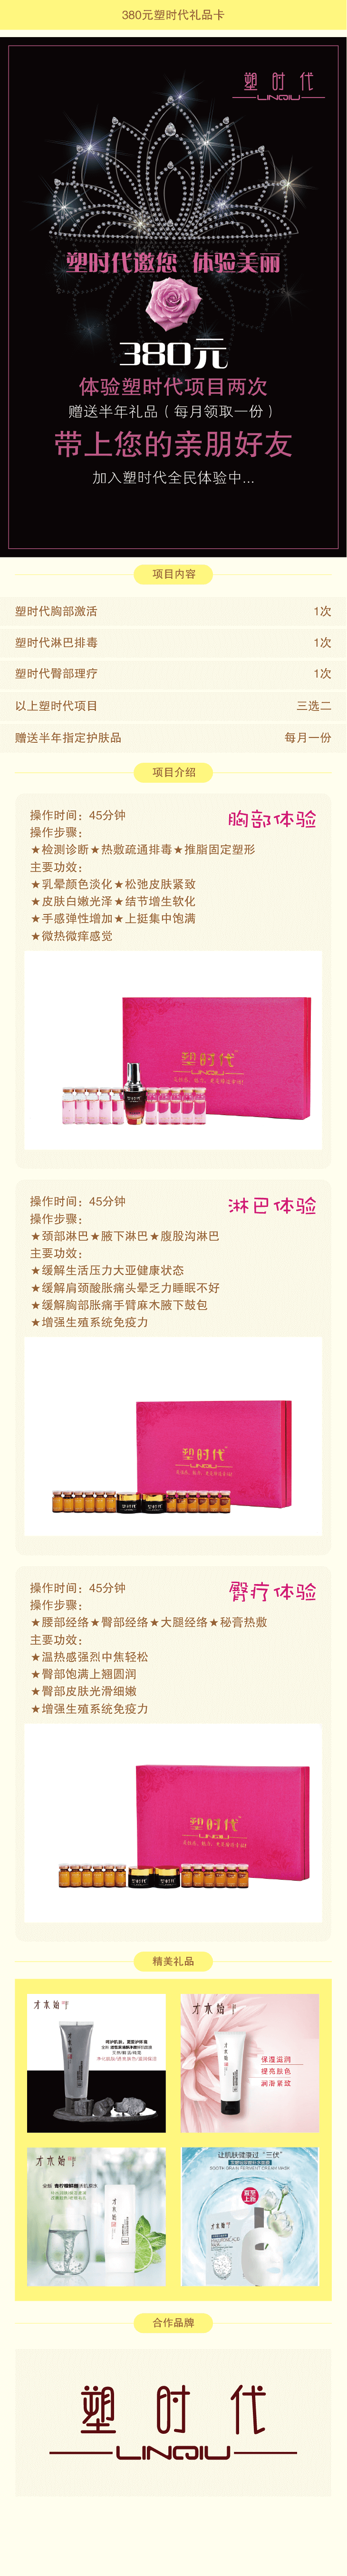 380元塑时代礼品卡
塑时代
LINQIU
塑时代邀您 体验美丽
380元
体验塑时代项目两次
赠送半年礼品（每月领取一份）
带上您的亲朋好友
加入塑时代全民体验中...
项目内容
塑时代胸部激活 1次
塑时代淋巴排毒 1次
塑时代臀部理疗 1次
以上塑时代项目 三选二
赠送半年指定护肤品 每月一份
项目介绍
胸部体验
操作时间：45分钟
操作步骤：
★检测诊断★热敷疏通排毒★推脂固定塑形
主要功效：
★乳晕颜色淡化★松弛皮肤紧致
★皮肤白嫩光泽★结节增生软化
★手感弹性增加★上挺集中饱满
★微热微痒感觉
塑时代
LINQIU
淋巴体验
操作时间：45分钟
操作步骤：
★颈部淋巴★腋下淋巴★腹股沟淋巴
主要功效：
★缓解生活压力大亚健康状态
★缓解肩颈酸胀痛头晕乏力睡眠不好
★缓解胸部胀痛手臂麻木腋下鼓包
★增强生殖系统免疫力
塑时代
LINQIU
臀疗体验
操作时间：45分钟
操作步骤：
★腰部经络★臀部经络★大腿经络★秘膏热敷
主要功效：
★温热感强烈中焦轻松
★臀部饱满上翘圆润
★臀部皮肤光滑细嫩
★增强生殖系统免疫力
塑时代
LINQIU
精美礼品
才木始
才木始
保湿滋润
提亮肤色
润滑紧致
才木始
让肌肤健康过“三伏”
合作品牌
塑时代
LINQIU